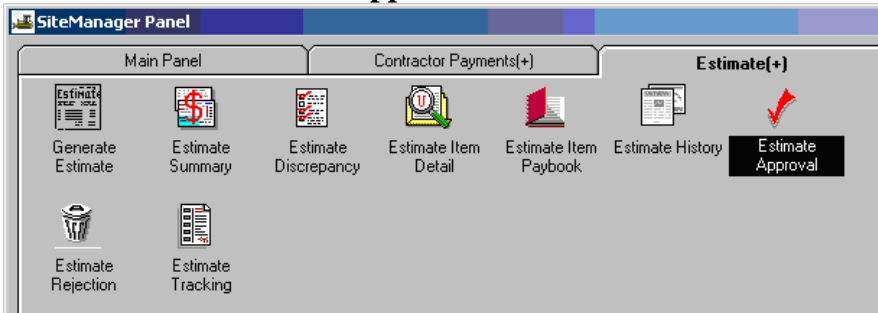 SiteManager Panel
Main Panel
Contractor Payments(+)
Estimate(+)
Estimate
Generate
Estimate
Estimate
Summary
Estimate
Discrepancy
Estimate Item
Detail
Estimate Item
Paybook
Estimate History
Estimate
Approval
Estimate
Rejection
Estimate
Tracking